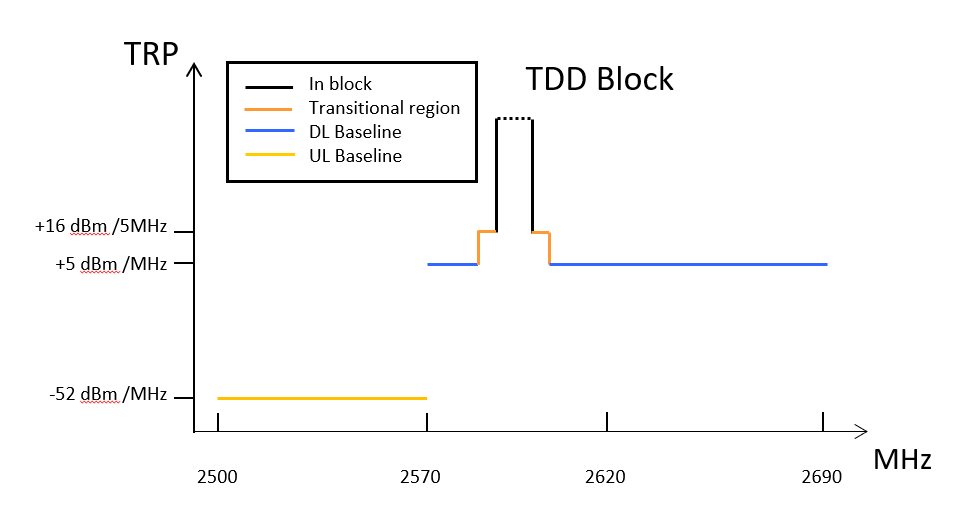 TRP
TDD Block
In block
Transitional region
DL Baseline
UL Baseline
+16 dBm /5MHz
+5 dBm /MHz
-52 dBm /MHz
MHz
2500
2570
2620
2690